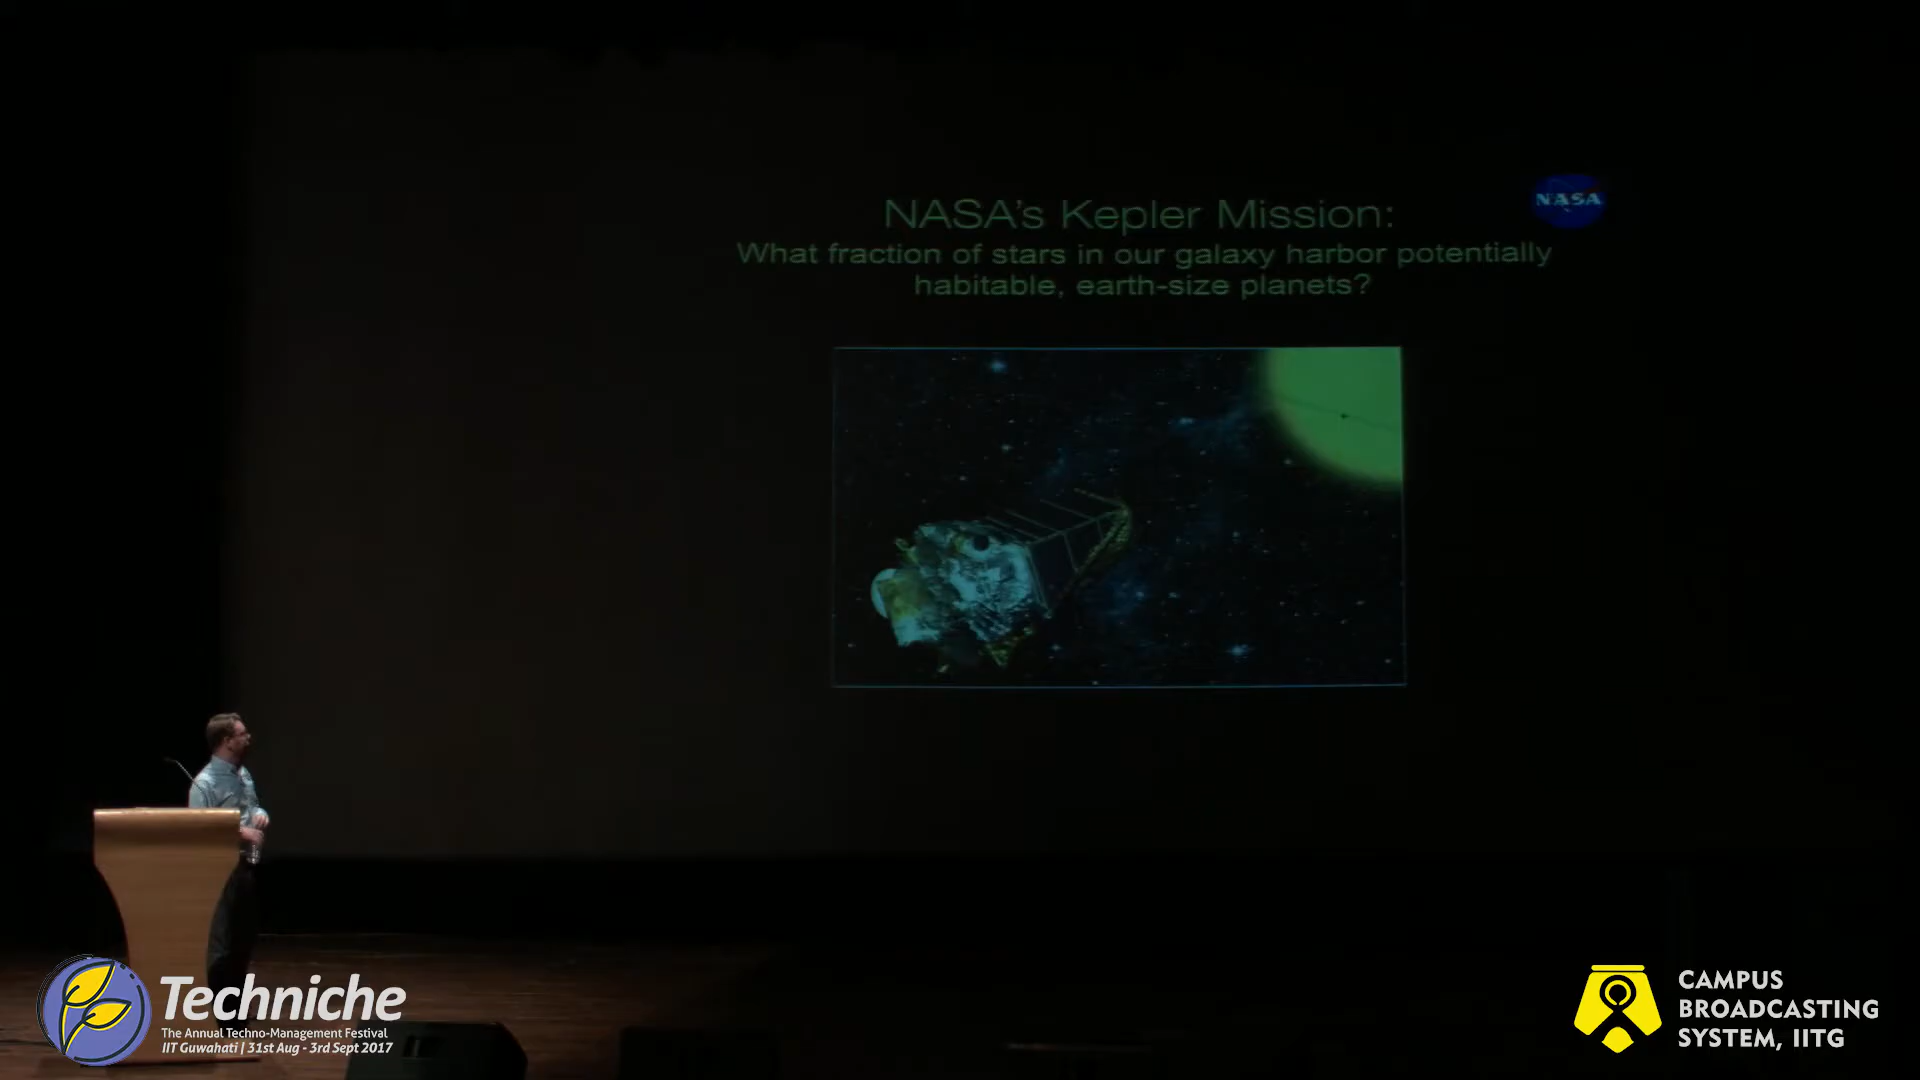 NASA's Kepler Mission:
What fraction of stars in our galaxy harbor potentially
habitable, earth-size planets?
NASA
Techniche
The Annual Techno-Management Festival
IIT Guwahati | 31st Aug - 3rd Sept 2017
CAMPUS
BROADCASTING
SYSTEM, IITG